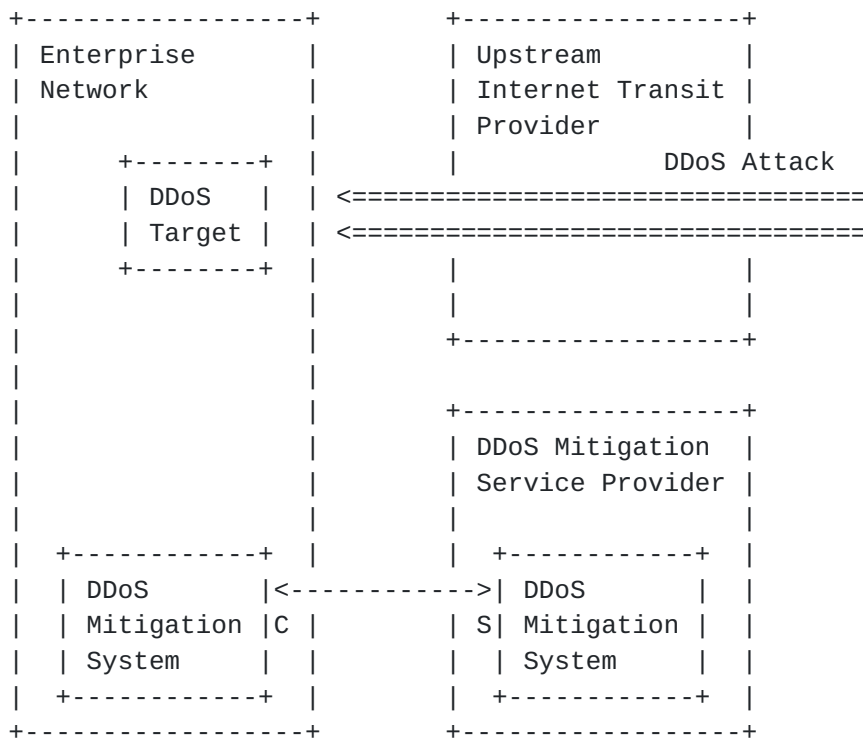 Enterprise
Network
Upstream
Internet Transit
Provider
DDoS Attack
DDoS
Target
DDoS Mitigation
Service Provider
DDoS
Mitigation
System
C
S
DDoS
Mitigation
System